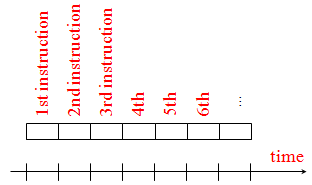 1st instruction
2nd instruction
3rd instruction
4th
5th
6th
...
time